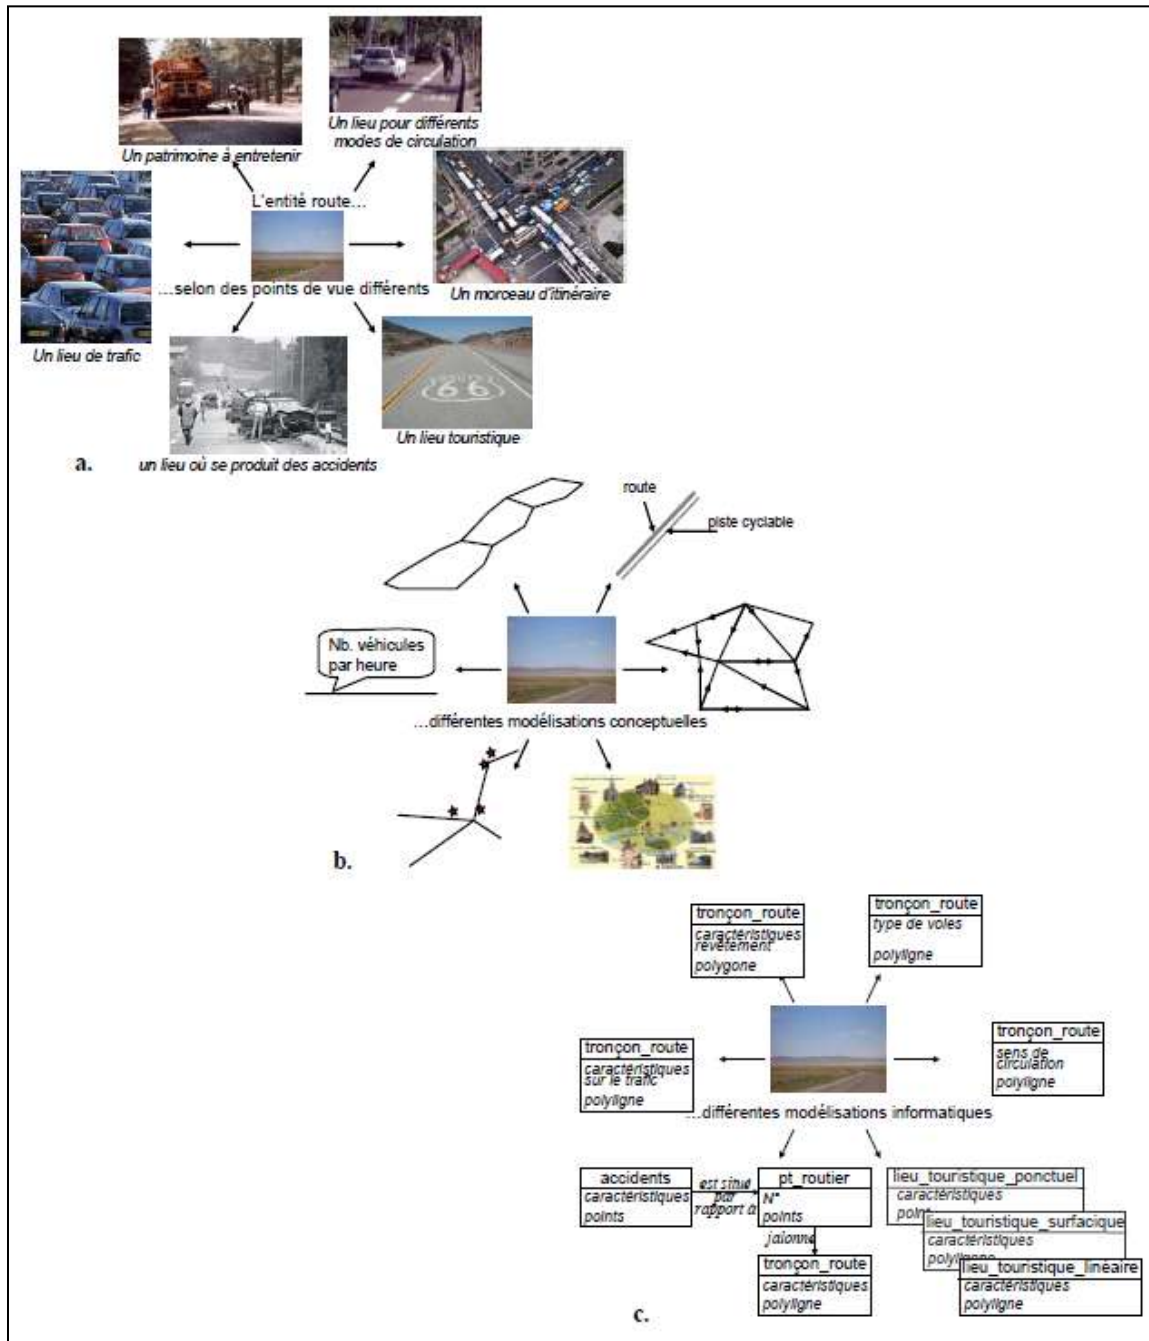 Un lieu pour différents
modes de circulation
Un patrimoine à entretenir
L'entité route…
…selon des points de vue différents
Un morceau d'itinéraire
Un lieu de trafic
66
Un lieu touristique
a.
un lieu où se produit des accidents
route
piste cyclable
Nb. véhicules
par heure
…différentes modélisations conceptuelles
b.
tronçon_route
caractéristiques
revêtement
polygone
tronçon_route
type de voies
polyligne
tronçon_route
caractéristiques
sur le trafic
polyligne
tronçon_route
sens de
circulation
polyligne
…différentes modélisations informatiques
accidents
caractéristiques
points
est situé
par
rapport à
pt_routier
N°
points
jalonne
tronçon_route
caractéristiques
polyligne
lieu_touristique_ponctuel
caractéristiques
point
lieu_touristique_surfacique
caractéristiques
polyligone
lieu_touristique_linéaire
caractéristiques
polyligne
c.